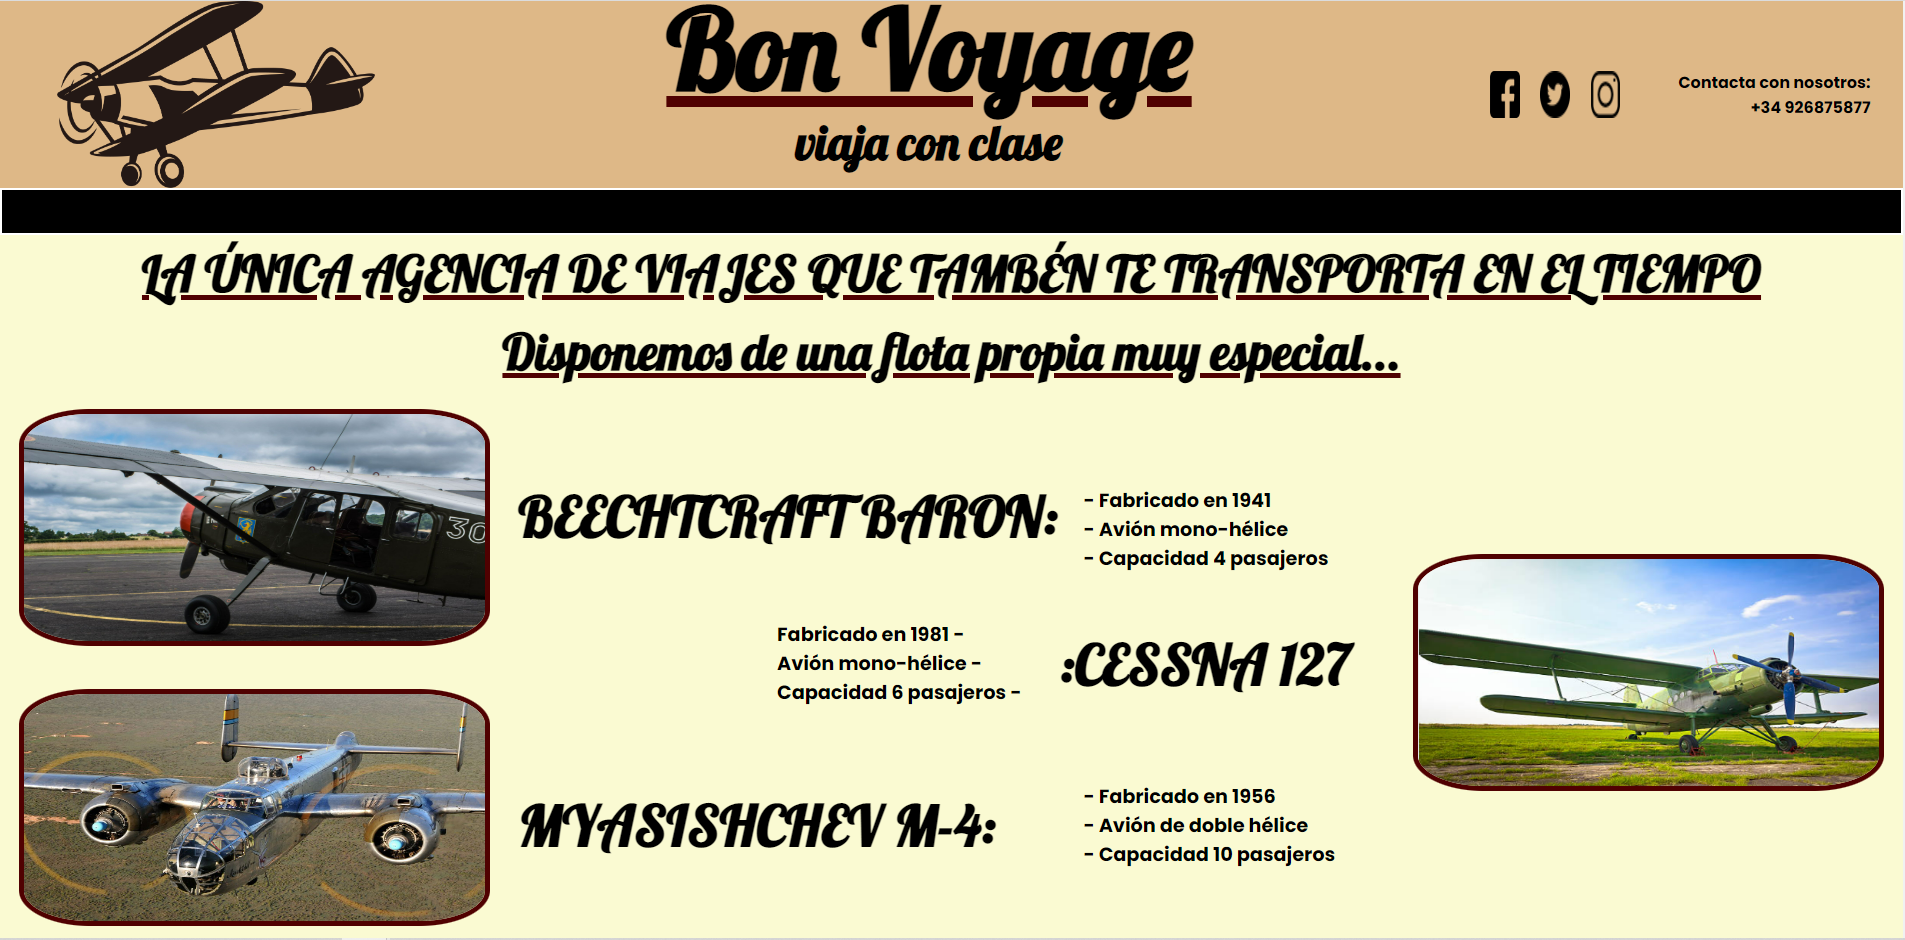 Bon Voyage
viaja con clase
Contacta con nosotros:
+34 926875877
LA ÚNICA AGENCIA DE VIAJES QUE TAMBÉN TE TRANSPORTA EN EL TIEMPO
Disponemos de una flota propia muy especial...
30
BEECHTCRAFT BARON:
- Fabricado en 1941
- Avión mono-hélice
- Capacidad 4 pasajeros
Fabricado en 1981 -
Avión mono-hélice -
Capacidad 6 pasajeros -
:CESSNA 127
MYASISHCHEV M-4:
- Fabricado en 1956
- Avión de doble hélice
- Capacidad 10 pasajeros